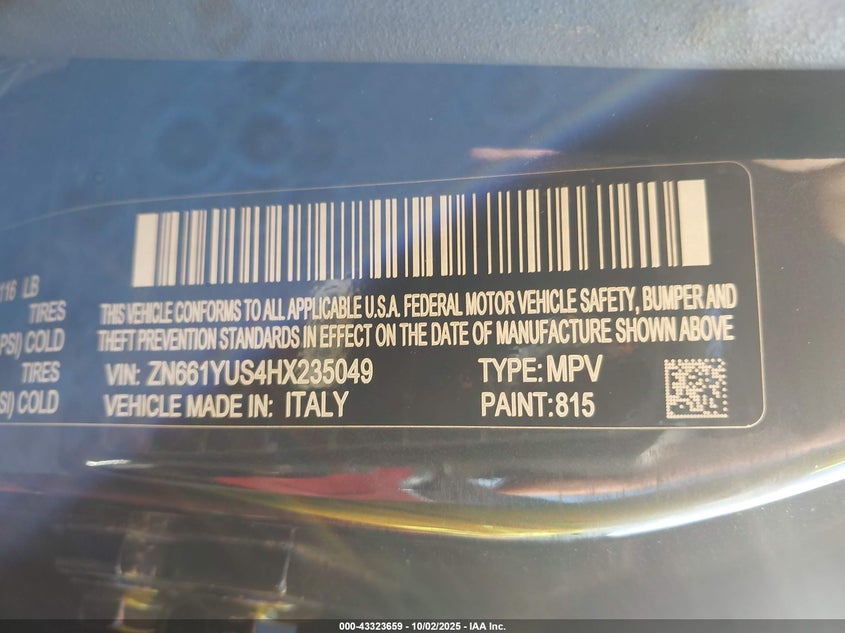 116 LB
TIRES
PSI) COLD
TIRES
SI) COLD
THIS VEHICLE CONFORMS TO ALL APPLICABLE U.S.A. FEDERAL MOTOR VEHICLE SAFETY, BUMPER AND
THEFT PREVENTION STANDARDS IN EFFECT ON THE DATE OF MANUFACTURE SHOWN ABOVE
VIN: ZN661YUS4HX235049 TYPE: MPV
VEHICLE MADE IN: ITALY PAINT:815
000-43323659 - 10/02/2025 - IAA Inc.